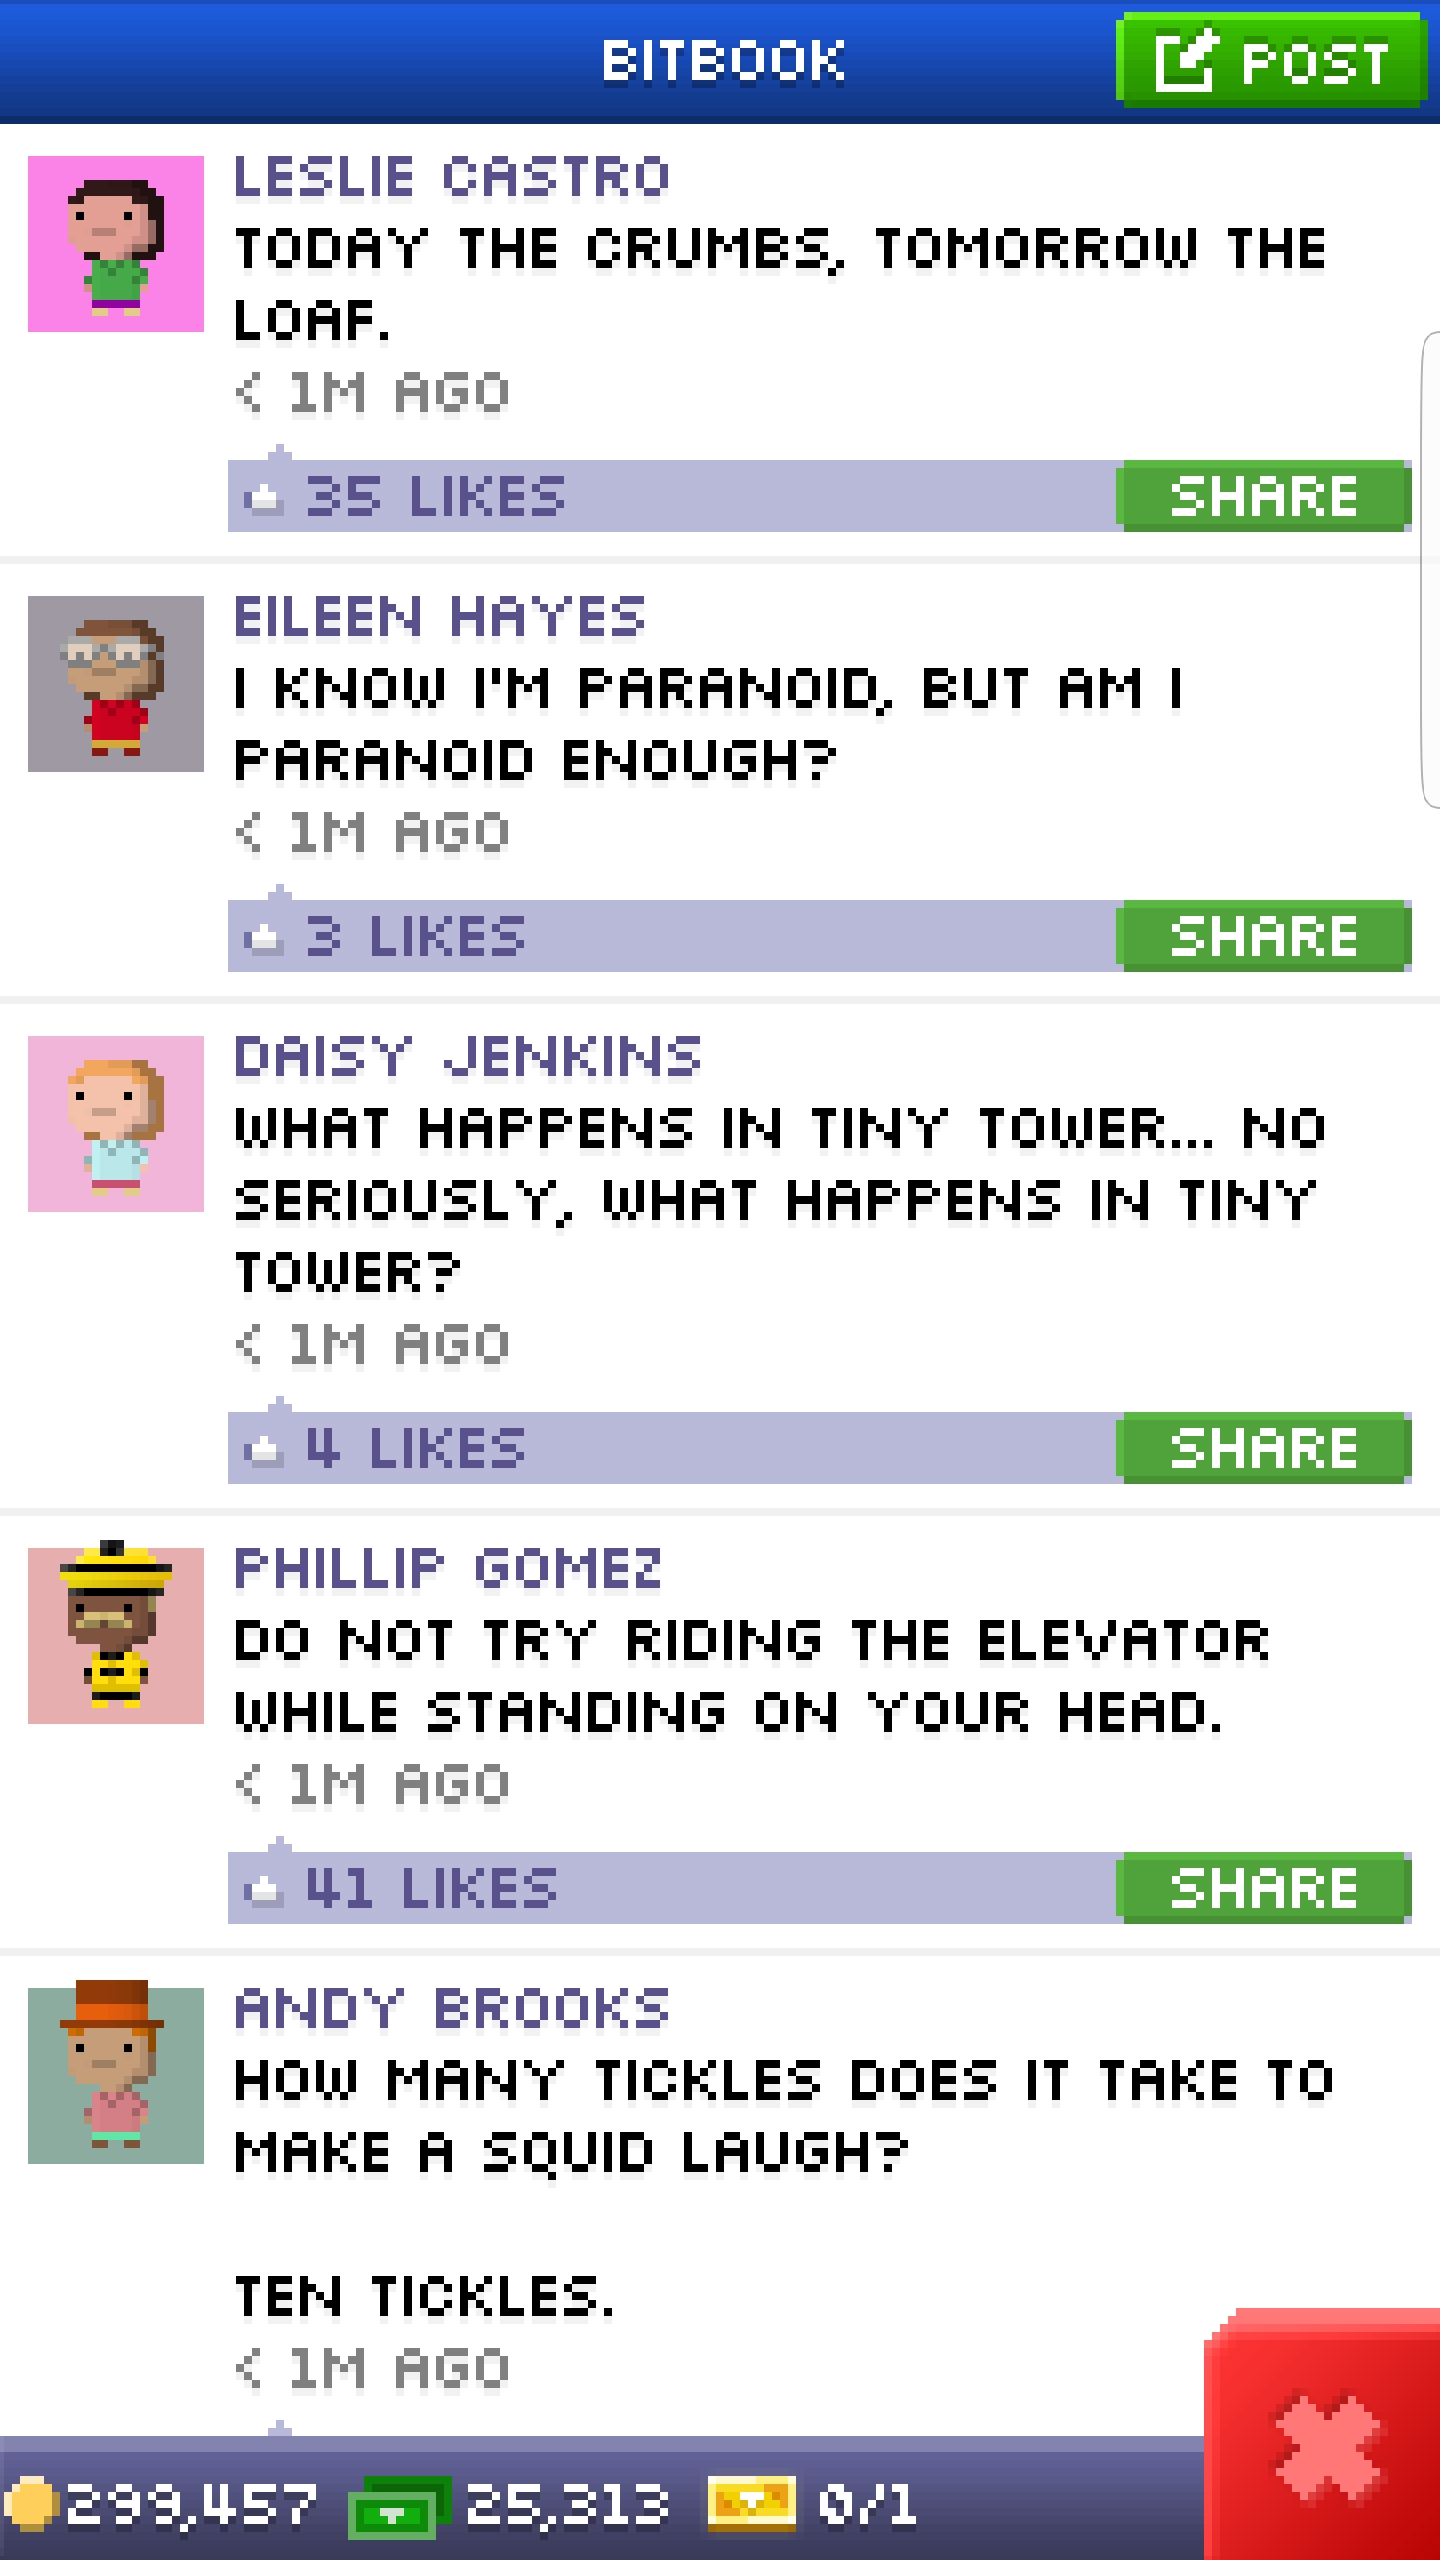 BITBOOK
POST
LESLIE CASTRO
TODAY THE CRUMBS, TOMORROW THE
LOAF.
< 1M AGO
35 LIKES
SHARE
EILEEN HAYES
I KNOW I'M PARANOID, BUT AM I
PARANOID ENOUGH?
< 1M AGO
3 LIKES
SHARE
DAISY JENKINS
WHAT HAPPENS IN TINY TOWER... NO
SERIOUSLY, WHAT HAPPENS IN TINY
TOWER?
< 1M AGO
4 LIKES
SHARE
PHILLIP GOMEZ
DO NOT TRY RIDING THE ELEVATOR
WHILE STANDING ON YOUR HEAD.
< 1M AGO
41 LIKES
SHARE
ANDY BROOKS
HOW MANY TICKLES DOES IT TAKE TO
MAKE A SQUID LAUGH?
TEN TICKLES.
< 1M AGO
299,457 25,313 0/1